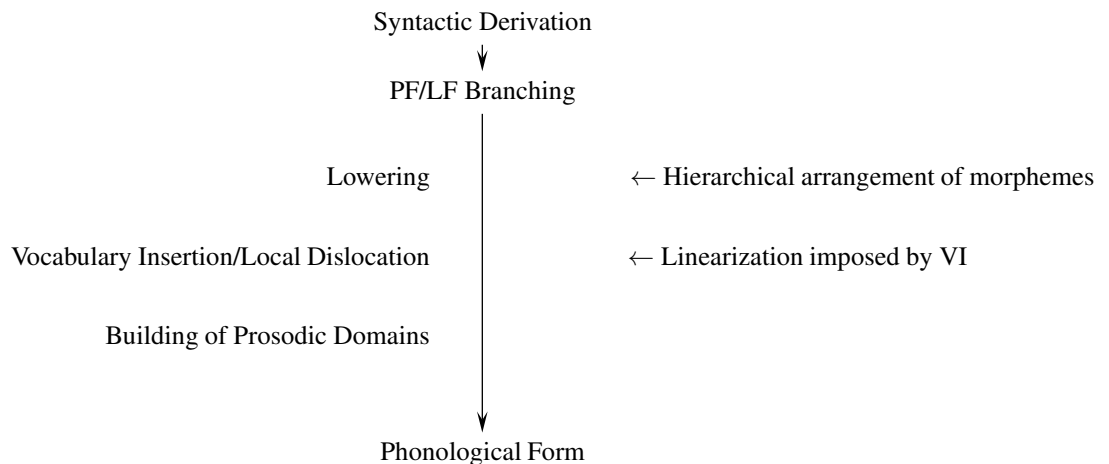 Syntactic Derivation
PF/LF Branching
Lowering ← Hierarchical arrangement of morphemes
Vocabulary Insertion/Local Dislocation ← Linearization imposed by VI
Building of Prosodic Domains
Phonological Form